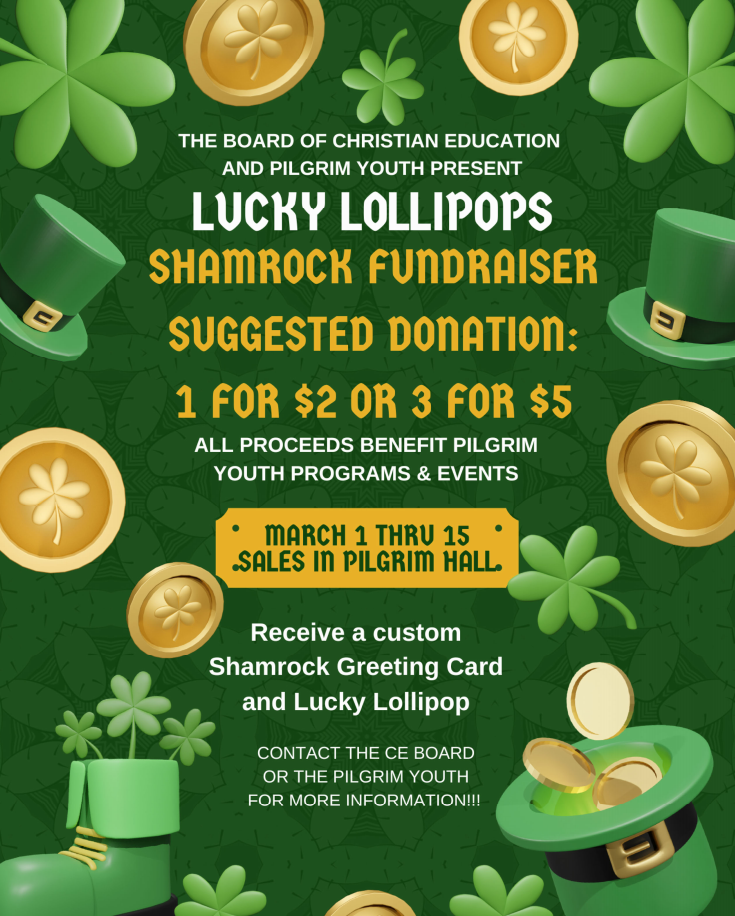 THE BOARD OF CHRISTIAN EDUCATION
AND PILGRIM YOUTH PRESENT
LUCKY LOLLIPOPS
SHAMROCK FUNDRAISER
SUGGESTED DONATION:
1 FOR $2 OR 3 FOR $5
ALL PROCEEDS BENEFIT PILGRIM
YOUTH PROGRAMS & EVENTS
MARCH 1 THRU 15
SALES IN PILGRIM HALL
Receive a custom
Shamrock Greeting Card
and Lucky Lollipop
CONTACT THE CE BOARD
OR THE PILGRIM YOUTH
FOR MORE INFORMATION!!!